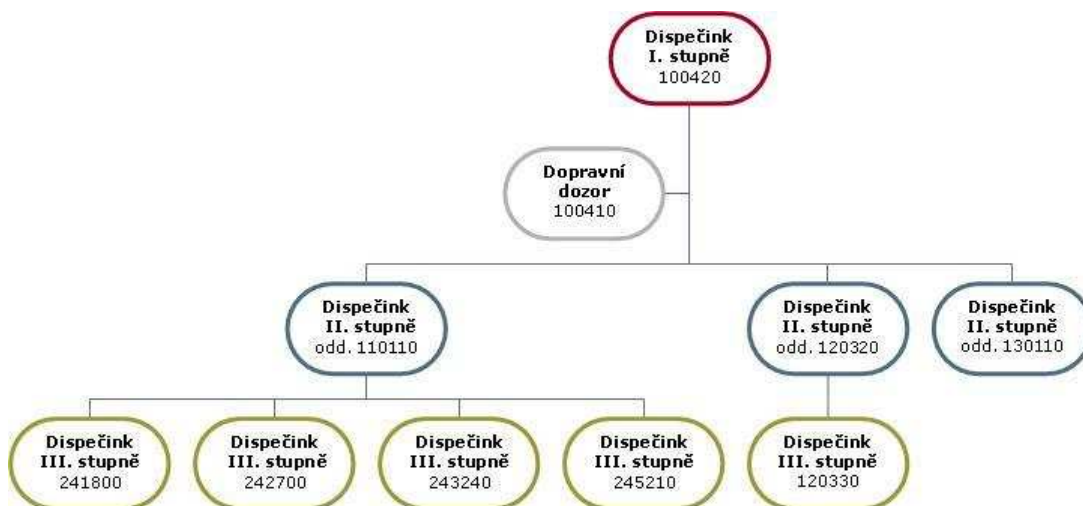 Dispečink
I. stupně
100420
Dopravní
dozor
100410
Dispečink
II. stupně
odd. 110110
Dispečink
II. stupně
odd. 120320
Dispečink
II. stupně
odd. 130110
Dispečink
III. stupně
241800
Dispečink
III. stupně
242700
Dispečink
III. stupně
243240
Dispečink
III. stupně
245210
Dispečink
III. stupně
120330